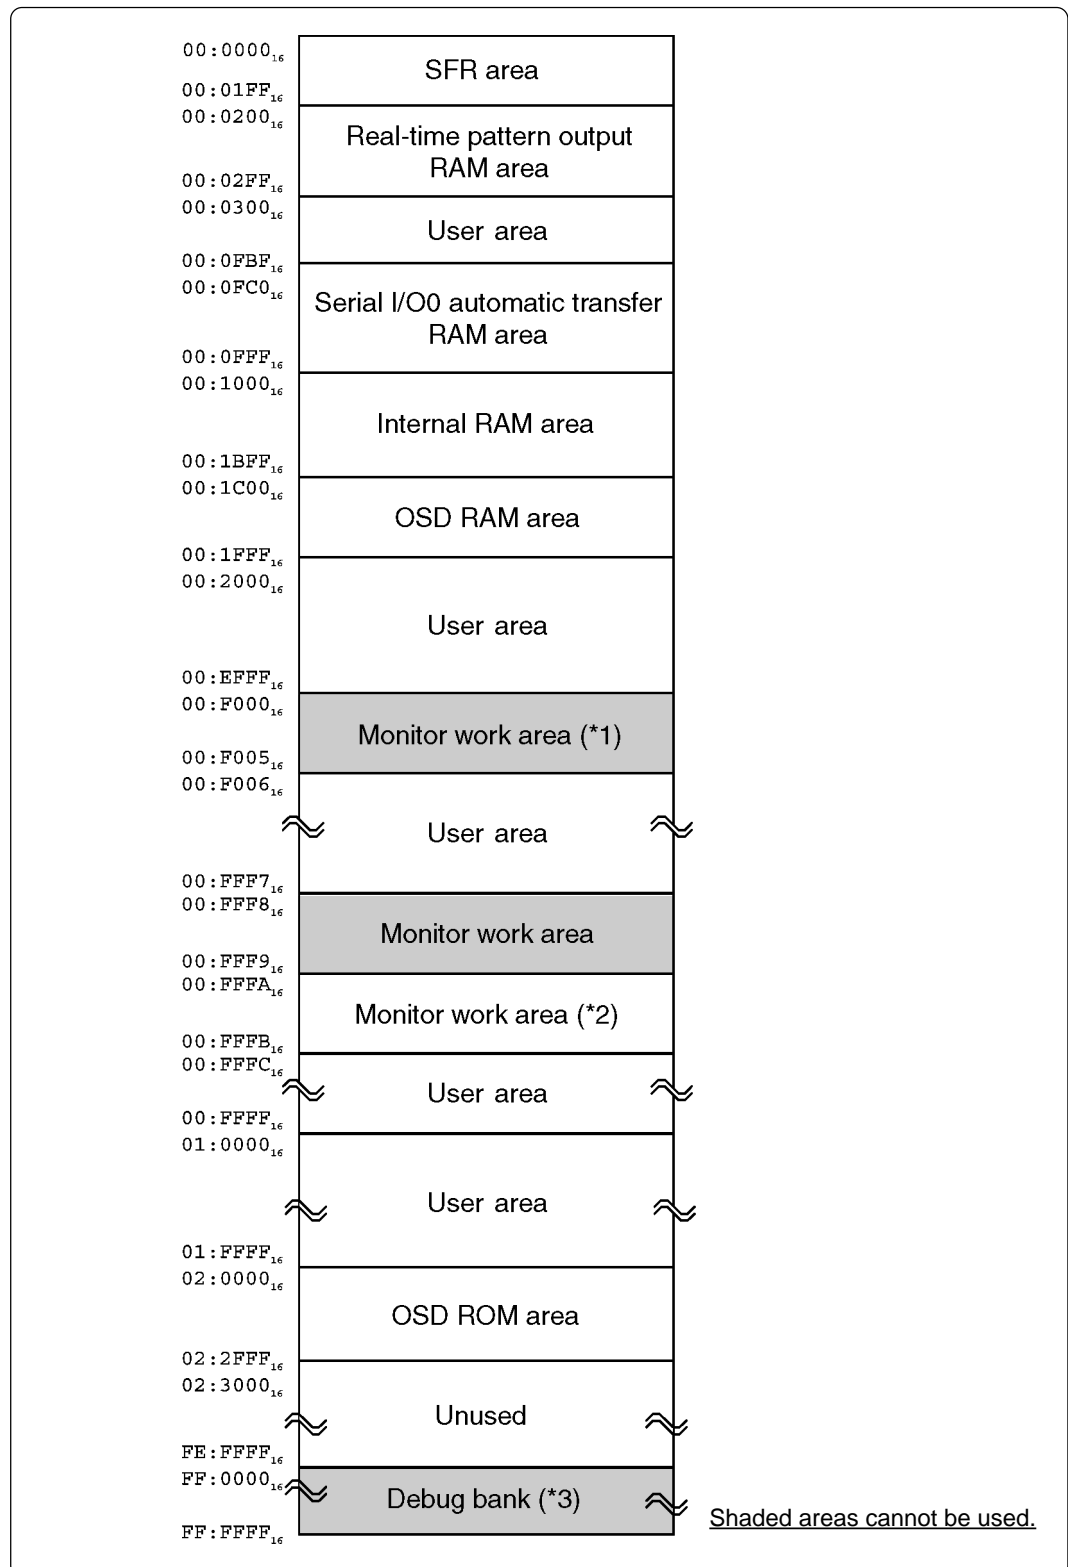 00:0000₁₆
SFR area
00:01FF₁₆
00:0200₁₆
Real-time pattern output
RAM area
00:02FF₁₆
00:0300₁₆
User area
00:0FBF₁₆
00:0FC0₁₆
Serial I/O0 automatic transfer
RAM area
00:0FFF₁₆
00:1000₁₆
Internal RAM area
00:1BFF₁₆
00:1C00₁₆
OSD RAM area
00:1FFF₁₆
00:2000₁₆
User area
00:EFFF₁₆
00:F000₁₆
Monitor work area (*1)
00:F005₁₆
00:F006₁₆
User area
00:FFF7₁₆
00:FFF8₁₆
Monitor work area
00:FFF9₁₆
00:FFFA₁₆
Monitor work area (*2)
00:FFFB₁₆
00:FFFC₁₆
User area
00:FFFF₁₆
01:0000₁₆
User area
01:FFFF₁₆
02:0000₁₆
OSD ROM area
02:2FFF₁₆
02:3000₁₆
Unused
FE:FFFF₁₆
FF:0000₁₆
Debug bank (*3)
Shaded areas cannot be used.
FF:FFFF₁₆